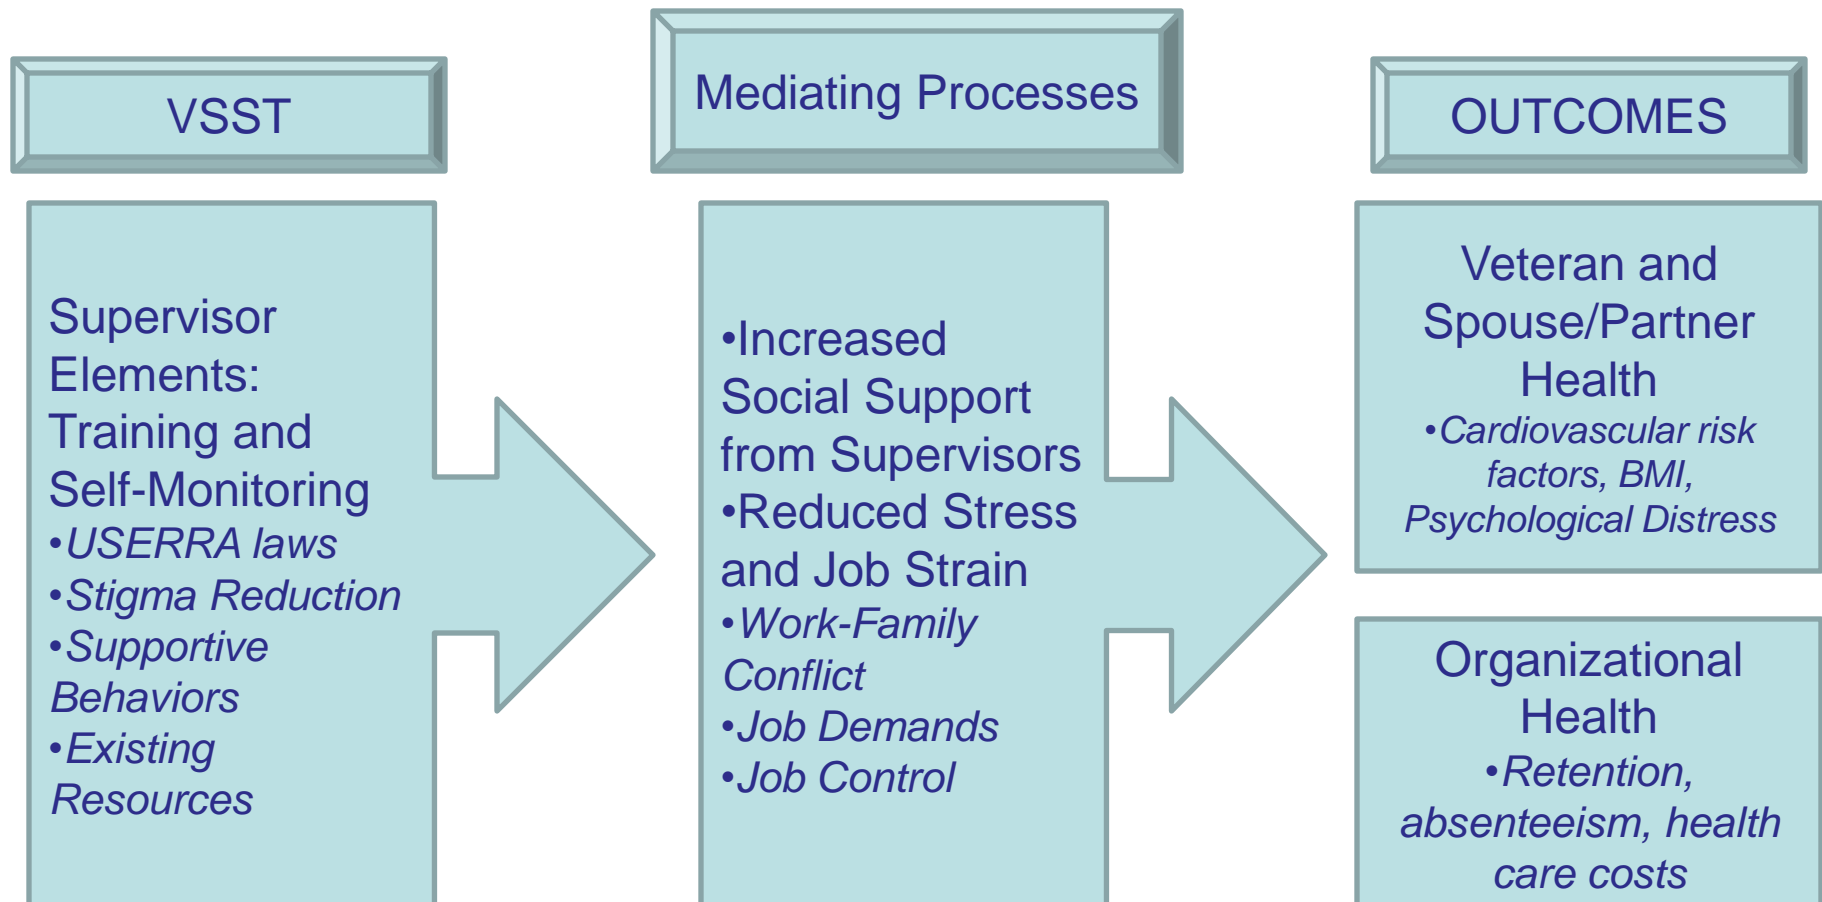 VSST
Mediating Processes
OUTCOMES
Supervisor
Elements:
Training and
Self-Monitoring
•USERRA laws
•Stigma Reduction
•Supportive
Behaviors
•Existing
Resources
•Increased
Social Support
from Supervisors
•Reduced Stress
and Job Strain
•Work-Family
Conflict
•Job Demands
•Job Control
Veteran and
Spouse/Partner
Health
•Cardiovascular risk
factors, BMI,
Psychological Distress
Organizational
Health
•Retention,
absenteeism, health
care costs